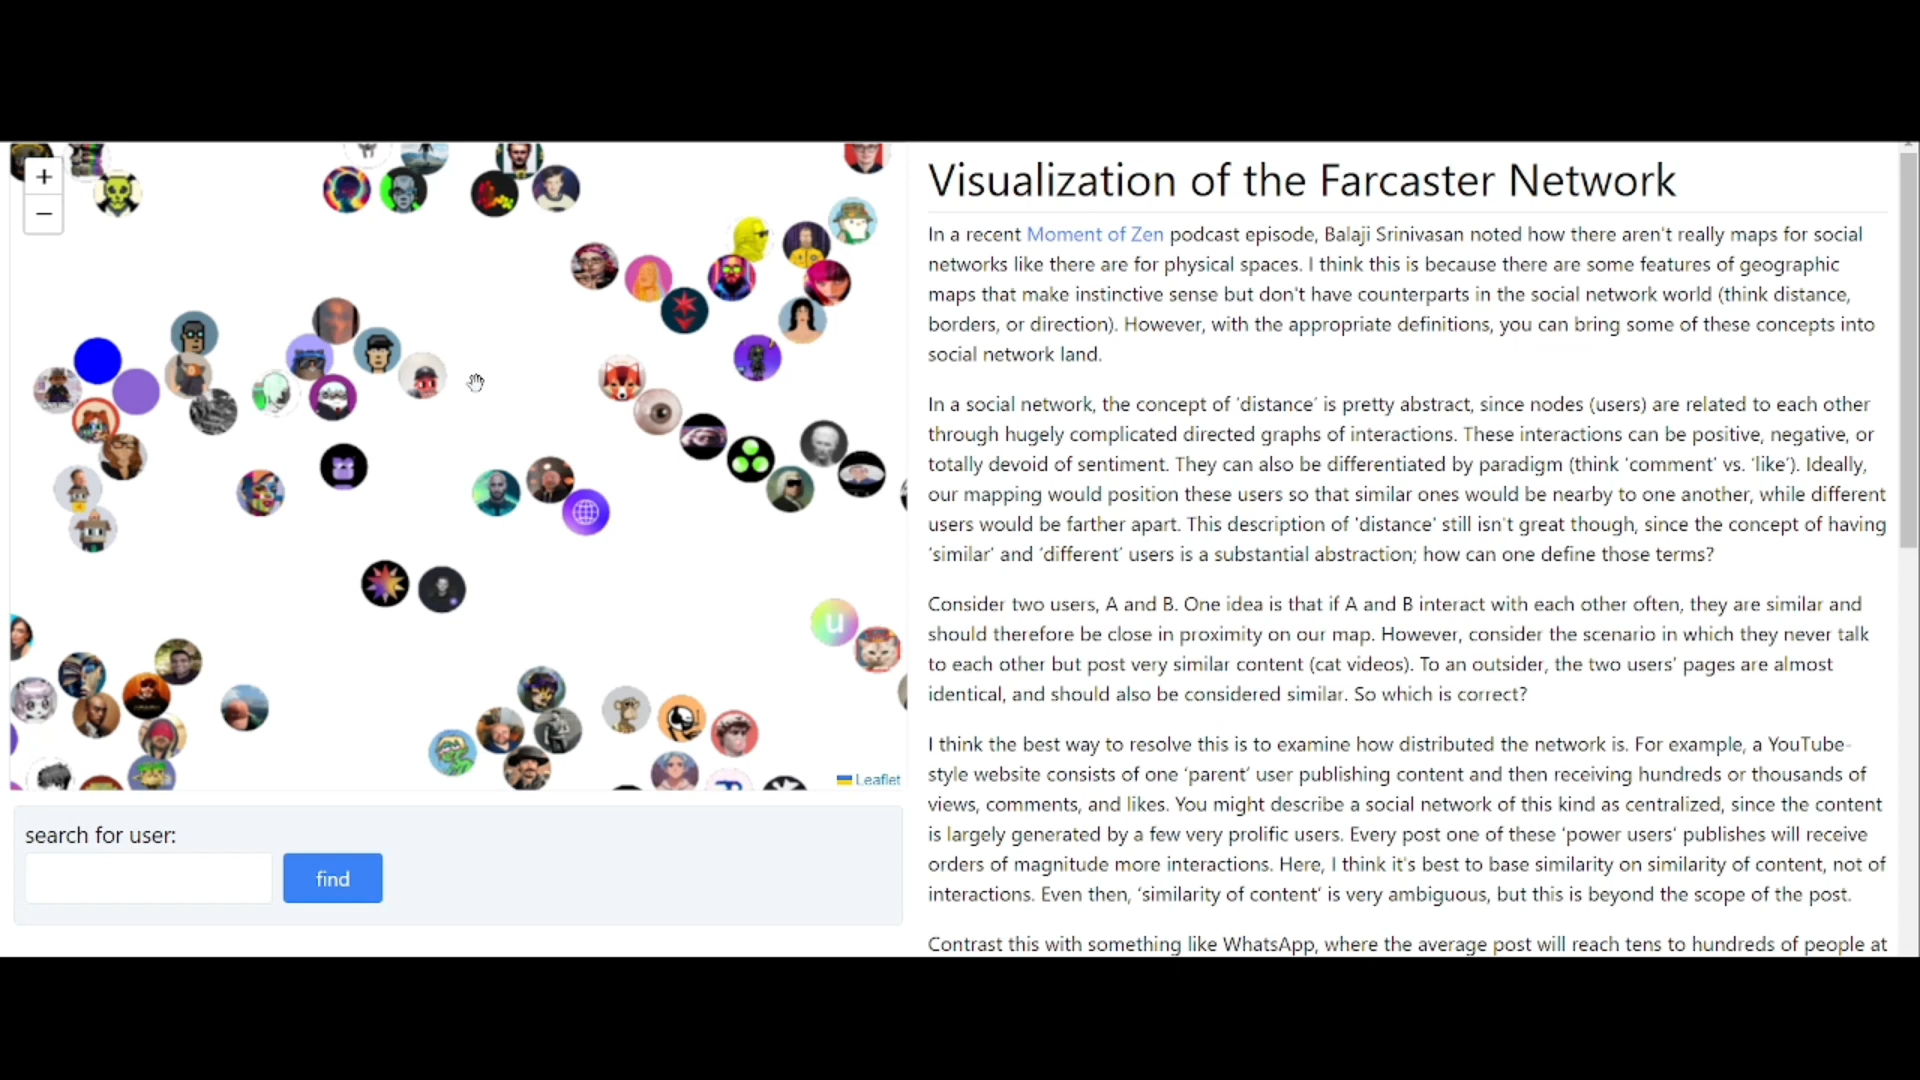 +
−
Leaflet
search for user:
find
Visualization of the Farcaster Network
In a recent Moment of Zen podcast episode, Balaji Srinivasan noted how there aren't really maps for social
networks like there are for physical spaces. I think this is because there are some features of geographic
maps that make instinctive sense but don't have counterparts in the social network world (think distance,
borders, or direction). However, with the appropriate definitions, you can bring some of these concepts into
social network land.
In a social network, the concept of 'distance' is pretty abstract, since nodes (users) are related to each other
through hugely complicated directed graphs of interactions. These interactions can be positive, negative, or
totally devoid of sentiment. They can also be differentiated by paradigm (think 'comment' vs. 'like'). Ideally,
our mapping would position these users so that similar ones would be nearby to one another, while different
users would be farther apart. This description of 'distance' still isn't great though, since the concept of having
'similar' and 'different' users is a substantial abstraction; how can one define those terms?
Consider two users, A and B. One idea is that if A and B interact with each other often, they are similar and
should therefore be close in proximity on our map. However, consider the scenario in which they never talk
to each other but post very similar content (cat videos). To an outsider, the two users' pages are almost
identical, and should also be considered similar. So which is correct?
I think the best way to resolve this is to examine how distributed the network is. For example, a YouTube-
style website consists of one 'parent' user publishing content and then receiving hundreds or thousands of
views, comments, and likes. You might describe a social network of this kind as centralized, since the content
is largely generated by a few very prolific users. Every post one of these 'power users' publishes will receive
orders of magnitude more interactions. Here, I think it's best to base similarity on similarity of content, not of
interactions. Even then, 'similarity of content' is very ambiguous, but this is beyond the scope of the post.
Contrast this with something like WhatsApp, where the average post will reach tens to hundreds of people at
u